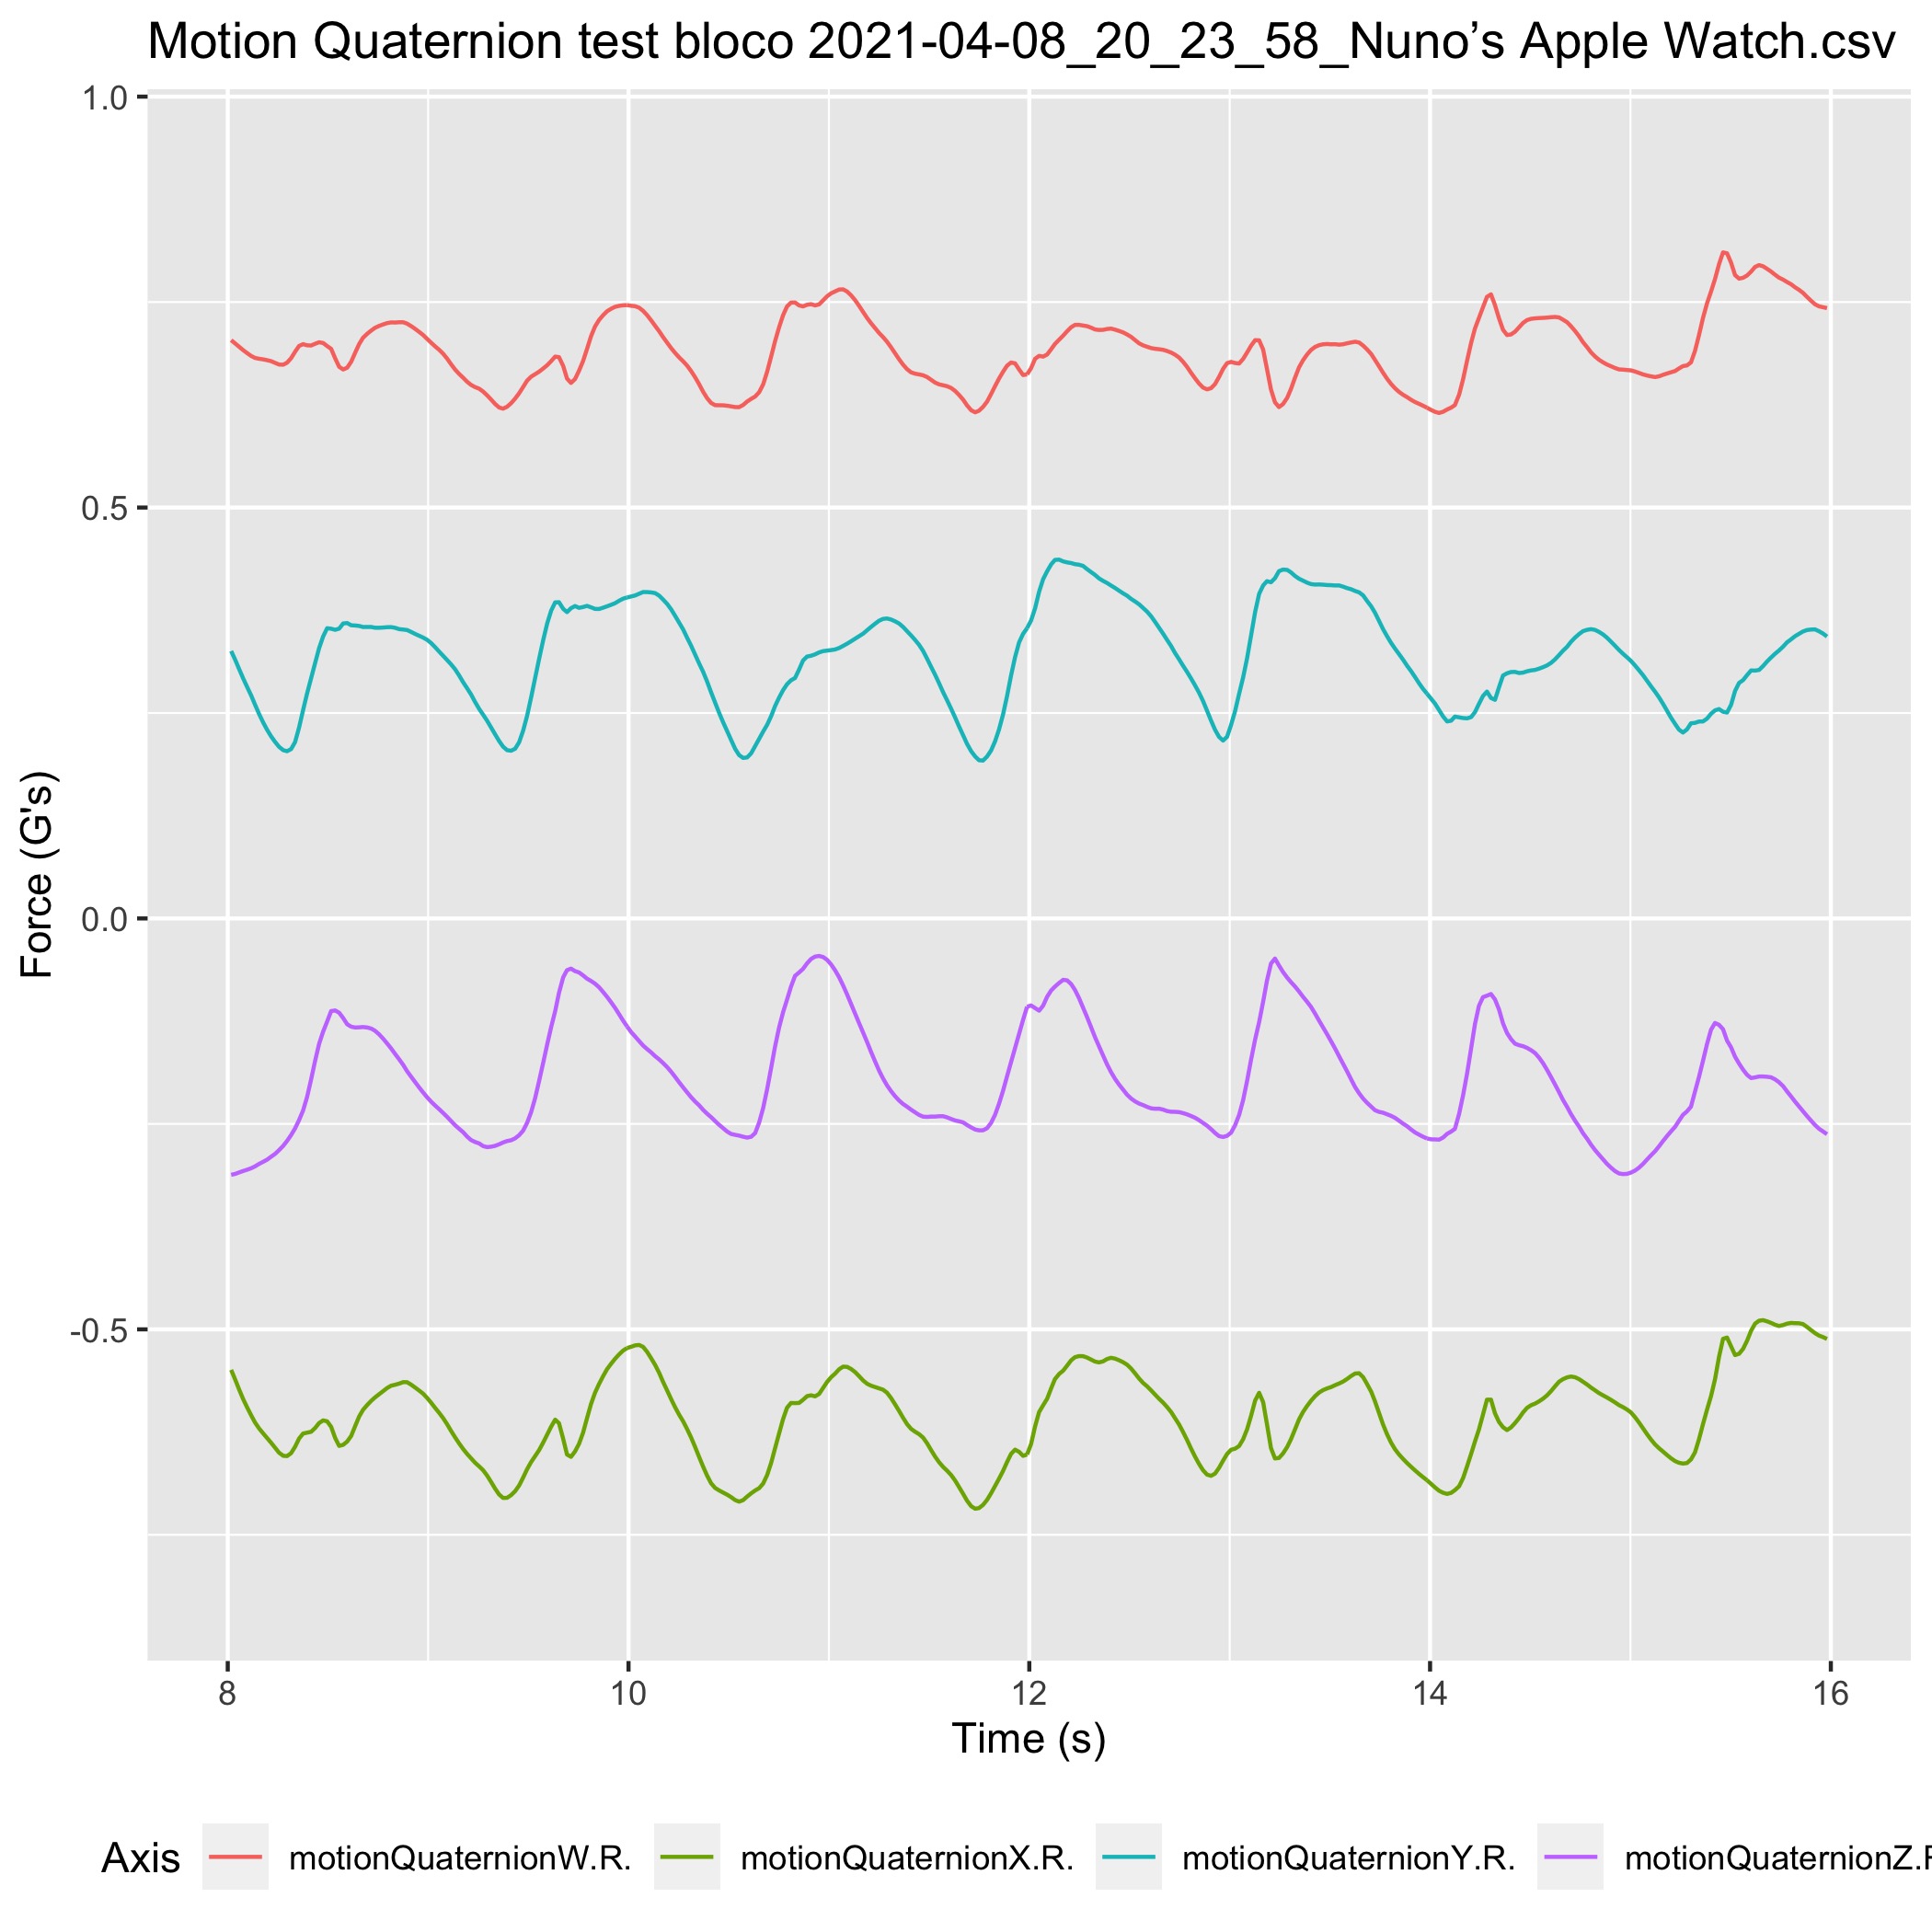 Motion Quaternion test bloco 2021-04-08_20_23_58_Nuno’s Apple Watch.csv
1.0
0.5
0.0
-0.5
Force (G's)
8 10 12 14 16
Time (s)
Axis motionQuaternionW.R. motionQuaternionX.R. motionQuaternionY.R. motionQuaternionZ.R